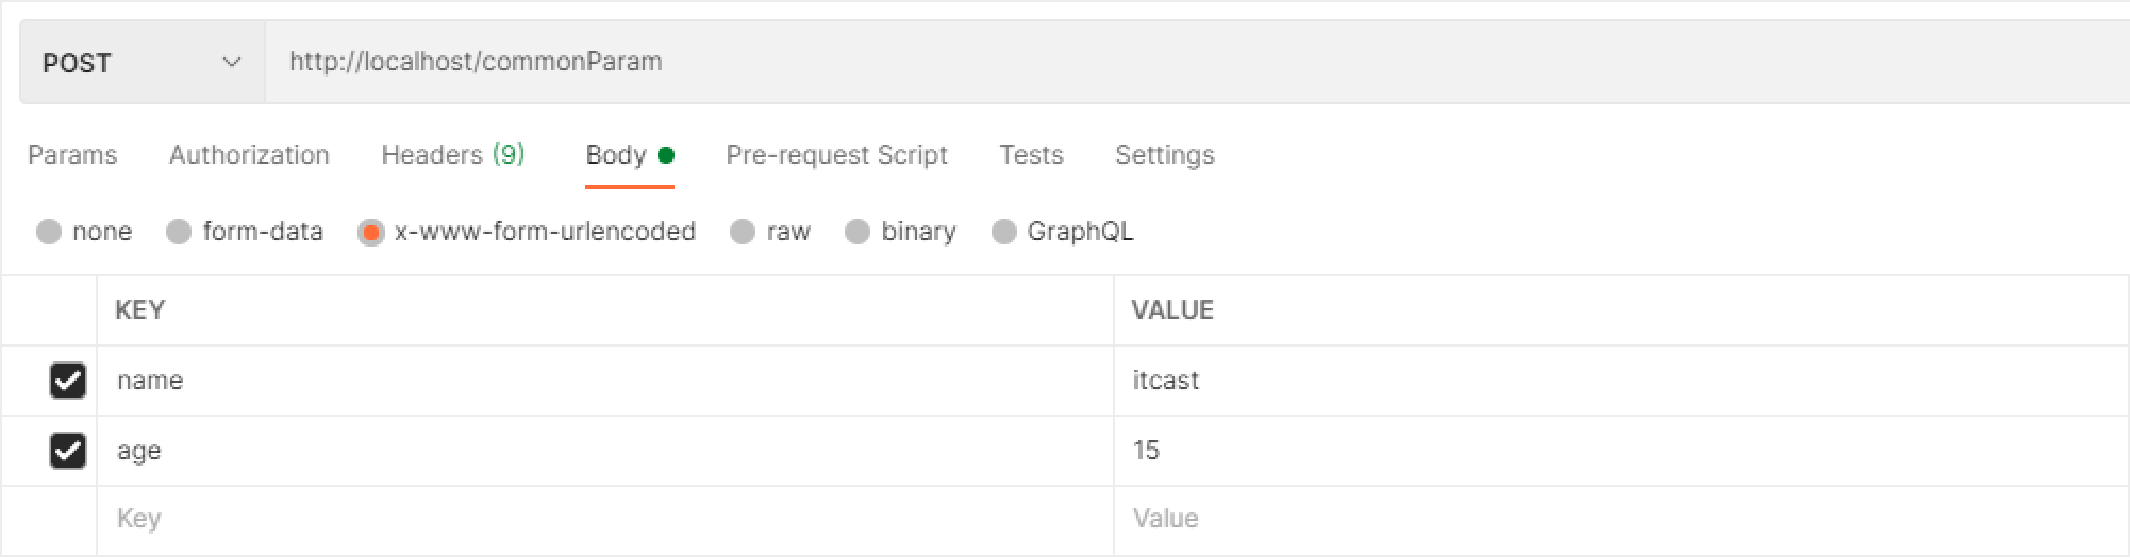 POST http://localhost/commonParam
Params Authorization Headers (9) Body Pre-request Script Tests Settings
none form-data x-www-form-urlencoded raw binary GraphQL
KEY VALUE
name itcast
age 15
Key Value